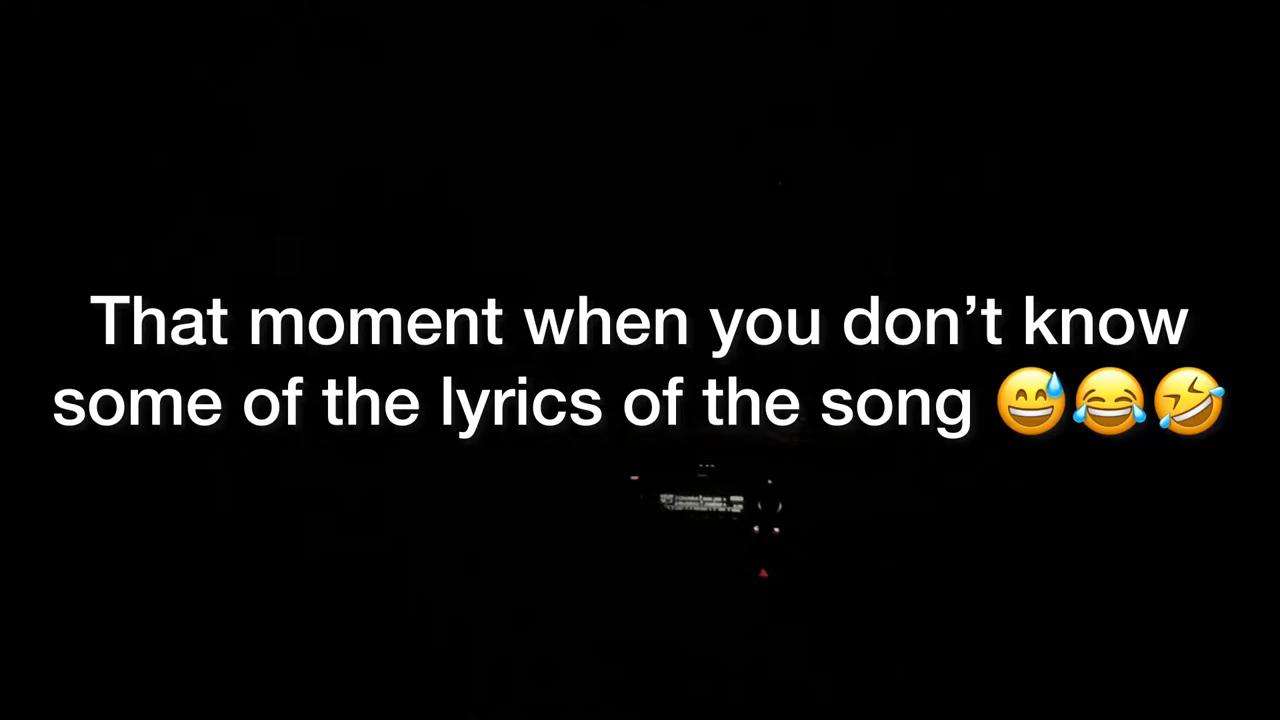 That moment when you don’t know
some of the lyrics of the song 😅😂🤣